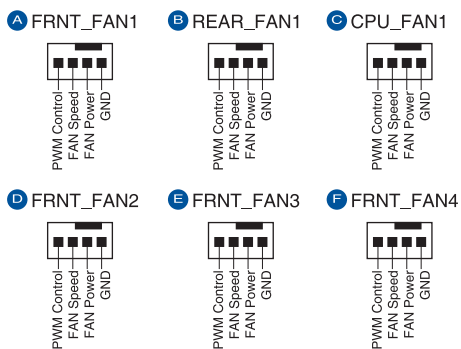 A FRNT_FAN1
B REAR_FAN1
C CPU_FAN1
PWM Control
FAN Speed
FAN Power
GND
PWM Control
FAN Speed
FAN Power
GND
PWM Control
FAN Speed
FAN Power
GND
D FRNT_FAN2
E FRNT_FAN3
F FRNT_FAN4
PWM Control
FAN Speed
FAN Power
GND
PWM Control
FAN Speed
FAN Power
GND
PWM Control
FAN Speed
FAN Power
GND